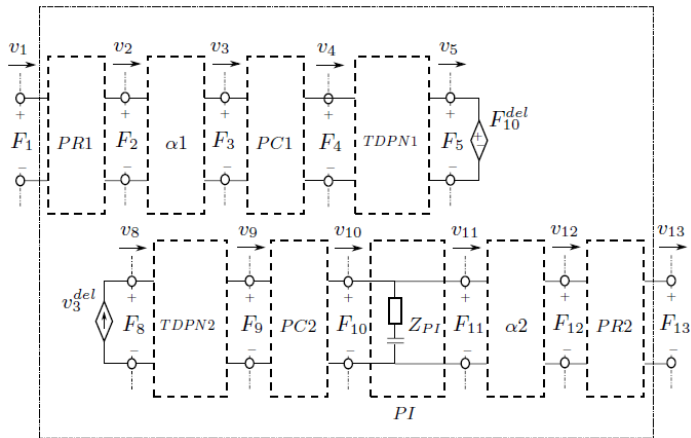 v1 v2 v3 v4 v5
+ + + + +
F1 PR1 F2 α1 F3 PC1 F4 TDPN1 F5 F10^del
− − − − −
v8 v9 v10 v11 v12 v13
+ + + + + +
v3^del F8 TDPN2 F9 PC2 F10 Z_PI F11 α2 F12 PR2 F13
− − − − − −
PI